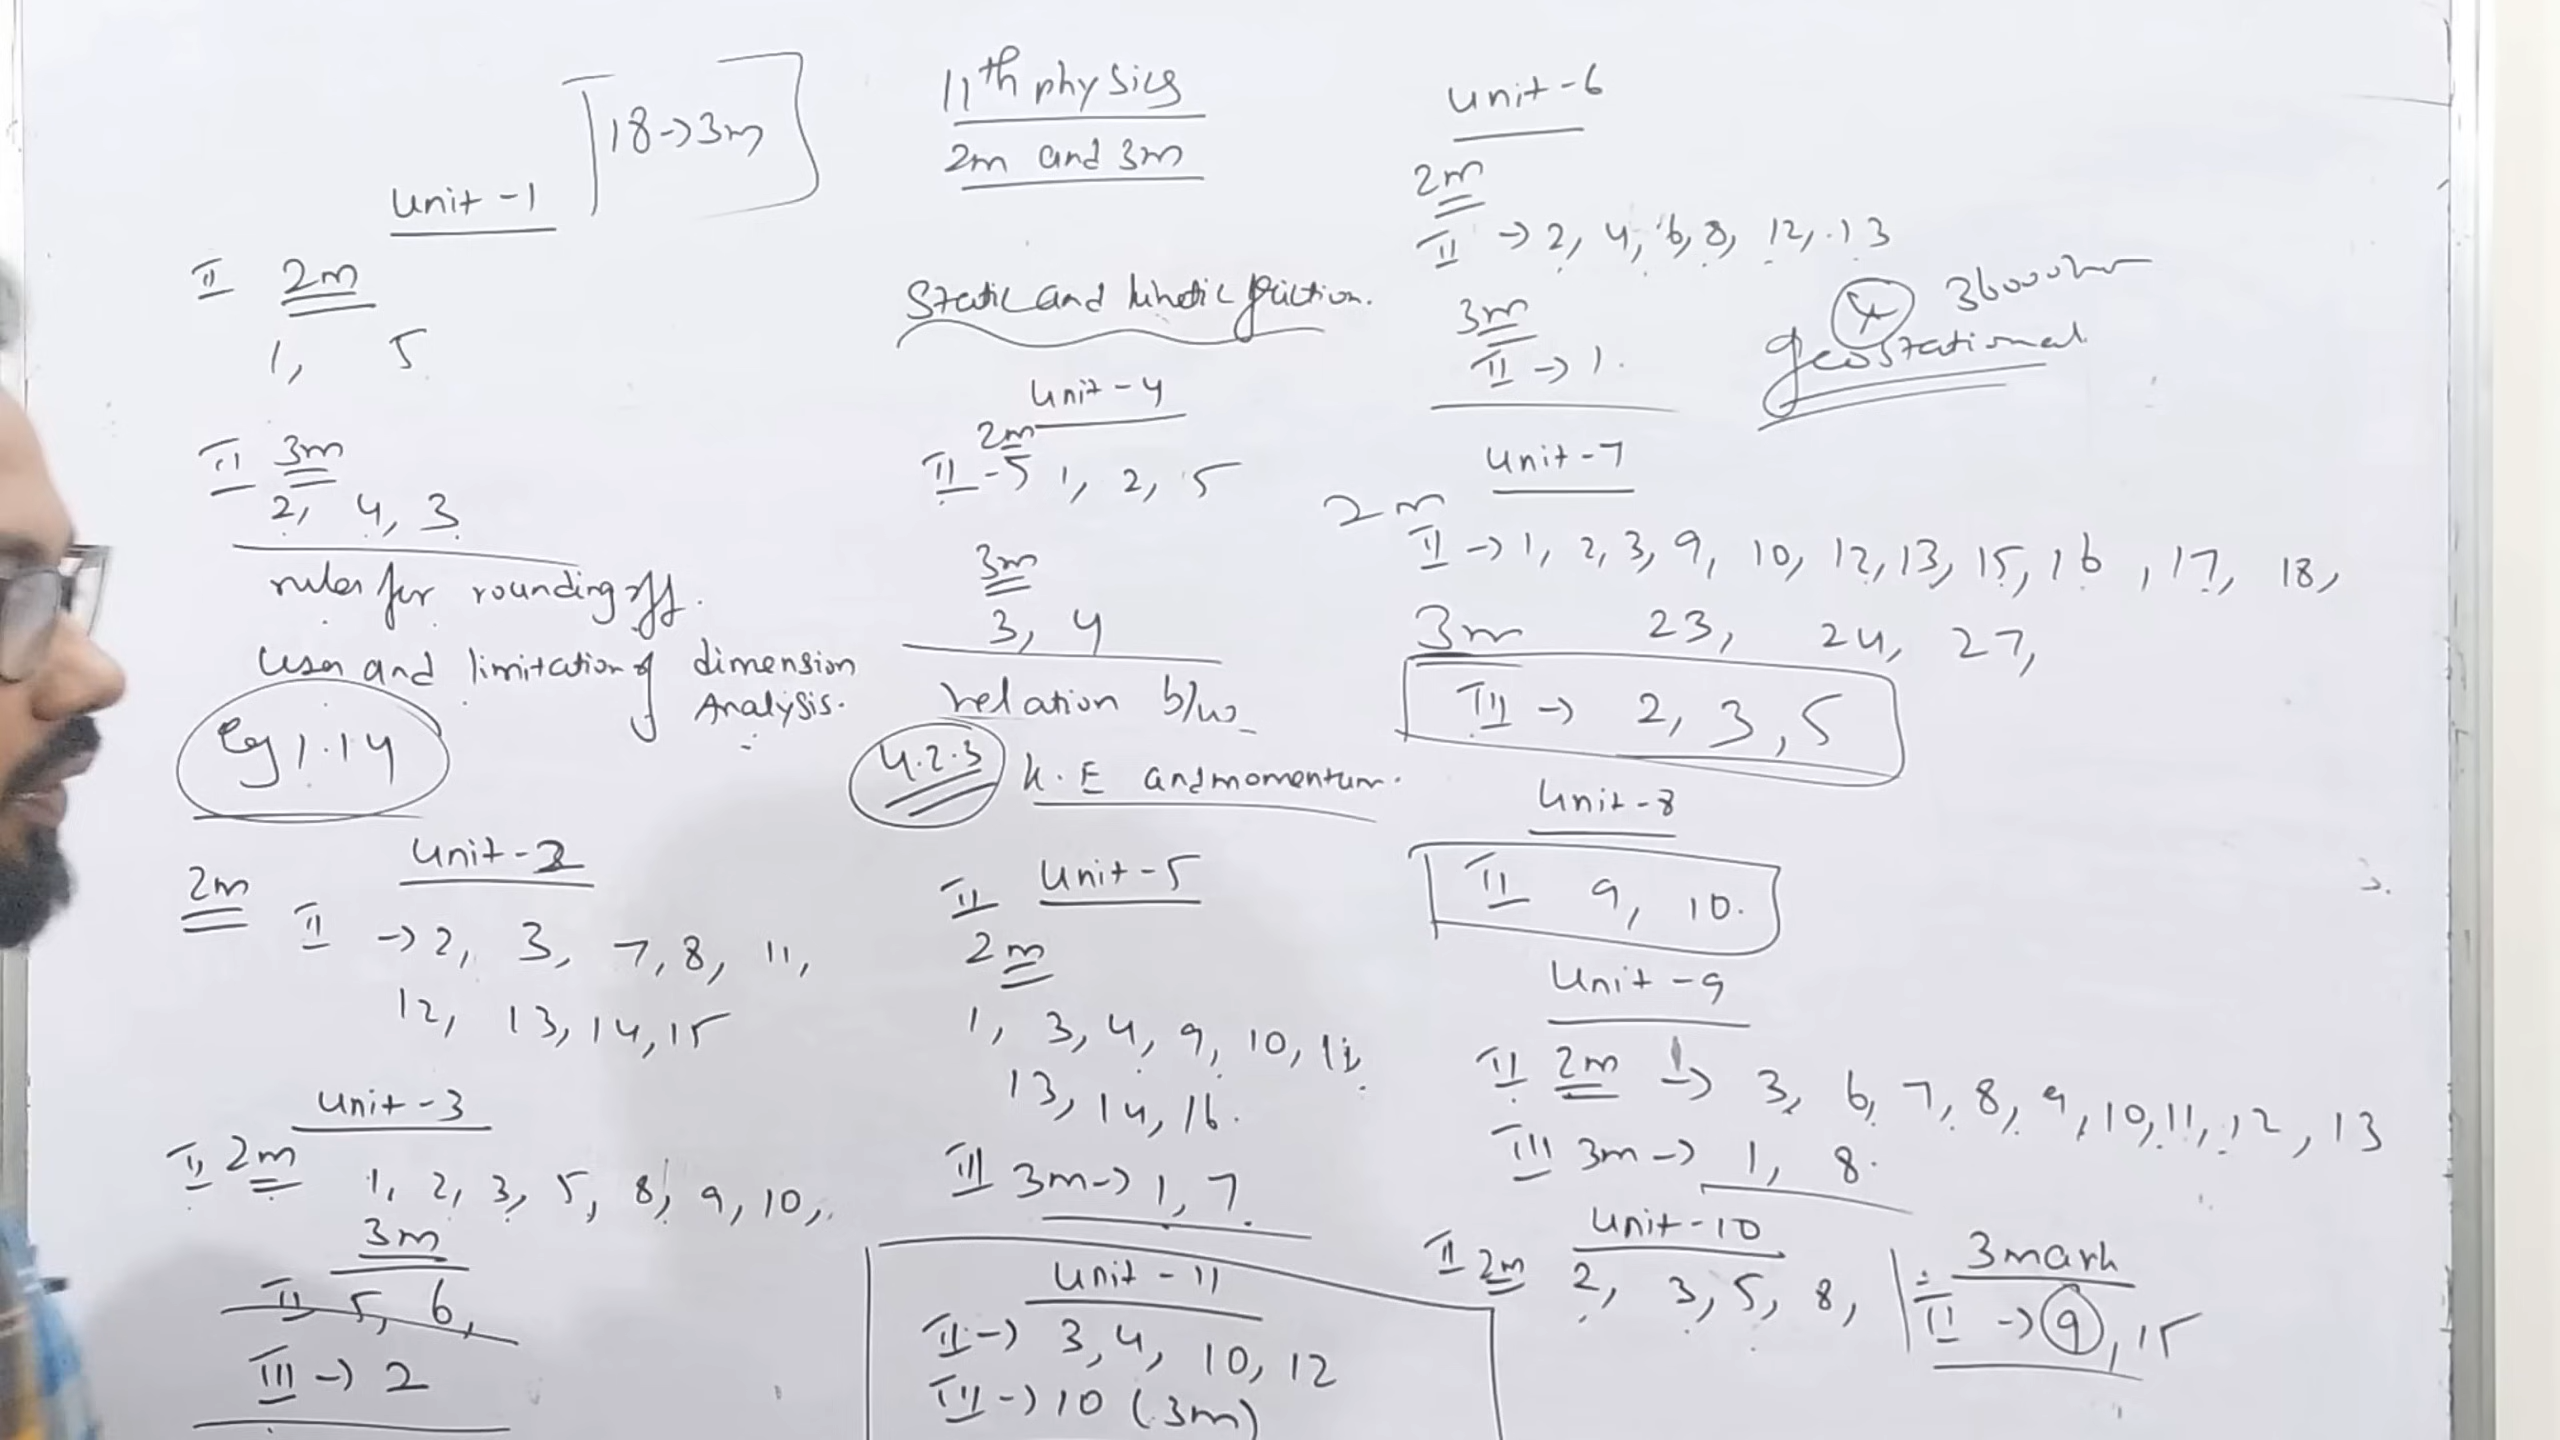 11th physics
2m and 3m
18->3m
Unit-1
II 2m
1, 5
II 3m
2, 4, 3
rules for rounding off.
Uses and limitation of dimension
Analysis.
Eg 1.14
Unit-2
2m
II -> 2, 3, 7, 8, 11,
12, 13, 14, 15
Unit-3
II 2m
1, 2, 3, 5, 8, 9, 10,
3m
II 5, 6,
III -> 2
Static and kinetic friction.
Unit-4
2m
II -5 1, 2, 5
3m
3, 4
relation b/w
4.2.3 K.E and momentum.
Unit-5
II
2m
1, 3, 4, 9, 10, 11,
13, 14, 16.
III 3m-> 1, 7.
Unit-11
II-> 3, 4, 10, 12
III-> 10 (3m)
Unit-6
2m
II -> 2, 4, 6, 8, 12, 13
3m
II -> 1.
36000km
geostational
Unit-7
2m
II -> 1, 2, 3, 9, 10, 12, 13, 15, 16, 17, 18,
23, 24, 27,
3m
III -> 2, 3, 5
Unit-8
II 9, 10.
Unit-9
II 2m -> 3, 6, 7, 8, 9, 10, 11, 12, 13
III 3m-> 1, 8.
Unit-10
II 2m 2, 3, 5, 8,
3mark
II -> 9, 15